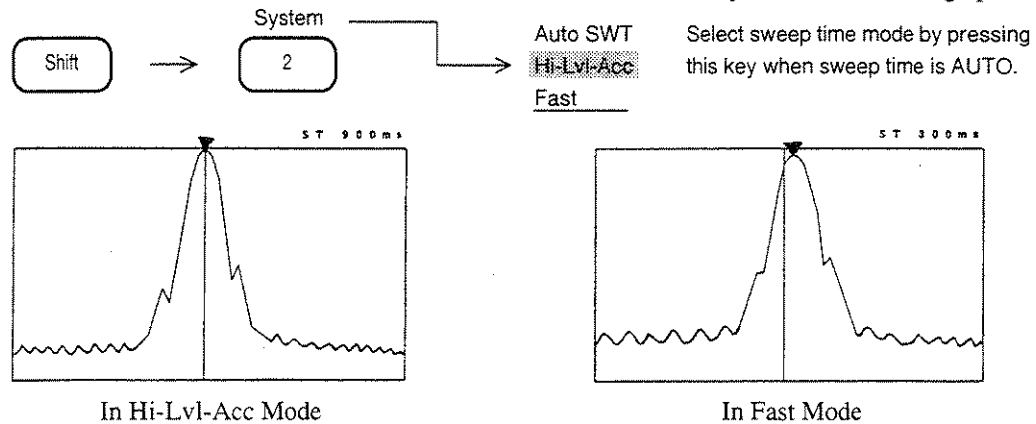 System
Shift
2
Auto SWT
Hi-Lvl-Acc
Fast
Select sweep time mode by pressing
this key when sweep time is AUTO.
ST 900ms
ST 300ms
In Hi-Lvl-Acc Mode
In Fast Mode